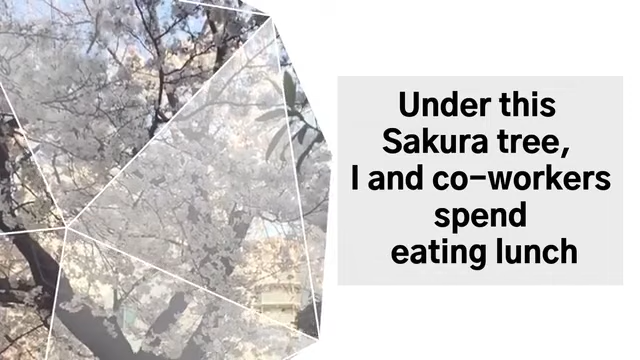 Under this
Sakura tree,
I and co-workers
spend
eating lunch